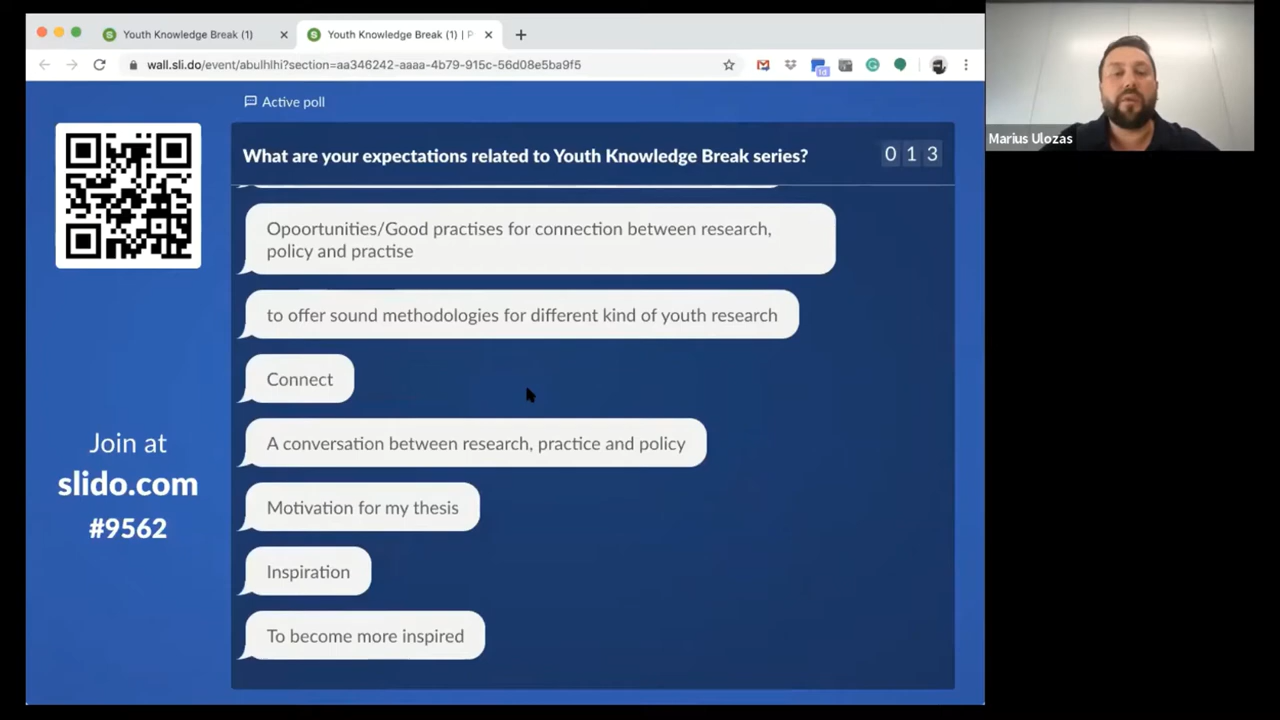 Youth Knowledge Break (1)
Youth Knowledge Break (1) | P
wall.sli.do/event/abulhlhi?section=aa346242-aaaa-4b79-915c-56d08e5ba9f5
Marius Ulozas
Active poll
What are your expectations related to Youth Knowledge Break series?
013
Opoortunities/Good practises for connection between research,
policy and practise
to offer sound methodologies for different kind of youth research
Connect
A conversation between research, practice and policy
Motivation for my thesis
Inspiration
To become more inspired
Join at
slido.com
#9562